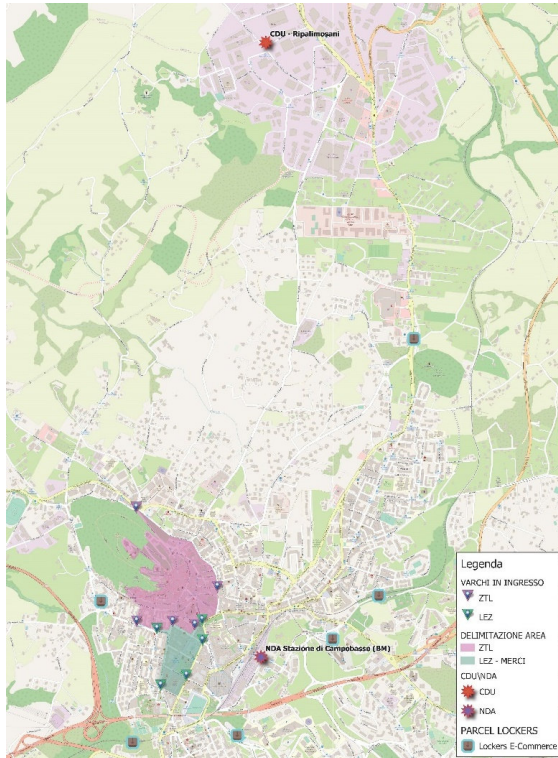 CDU - Ripalimosani
NDA Stazione di Campobasso (BM)
Legenda
VARCHI IN INGRESSO
ZTL
LEZ
DELIMITAZIONE AREA
ZTL
LEZ - MERCI
CDU\NDA
CDU
NDA
PARCEL LOCKERS
Lockers E-Commerce